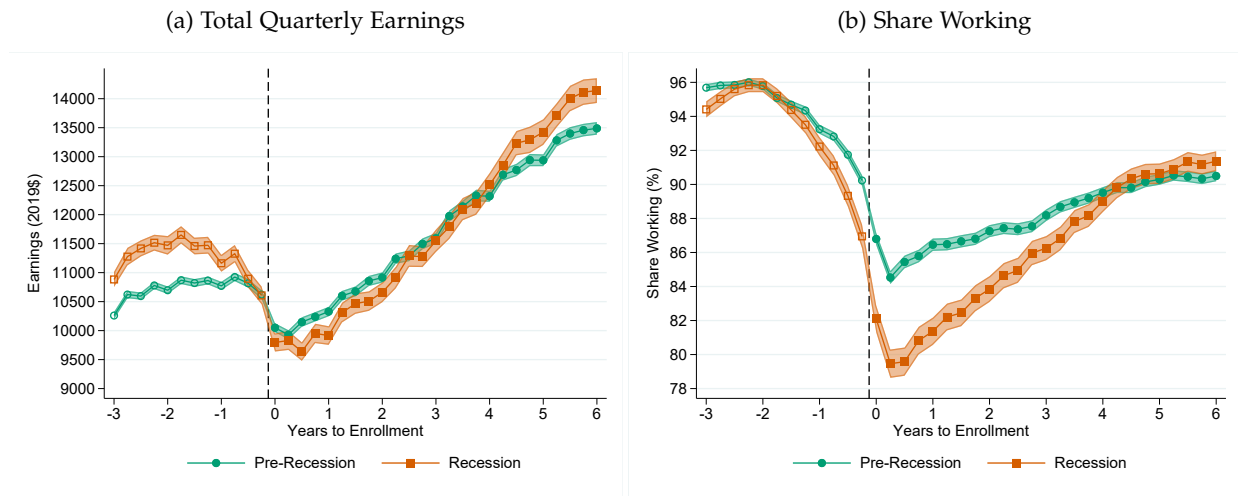 (a) Total Quarterly Earnings
Earnings (2019$)
14000
13500
13000
12500
12000
11500
11000
10500
10000
9500
9000
-3 -2 -1 0 1 2 3 4 5 6
Years to Enrollment
Pre-Recession Recession
(b) Share Working
Share Working (%)
96
94
92
90
88
86
84
82
80
78
-3 -2 -1 0 1 2 3 4 5 6
Years to Enrollment
Pre-Recession Recession